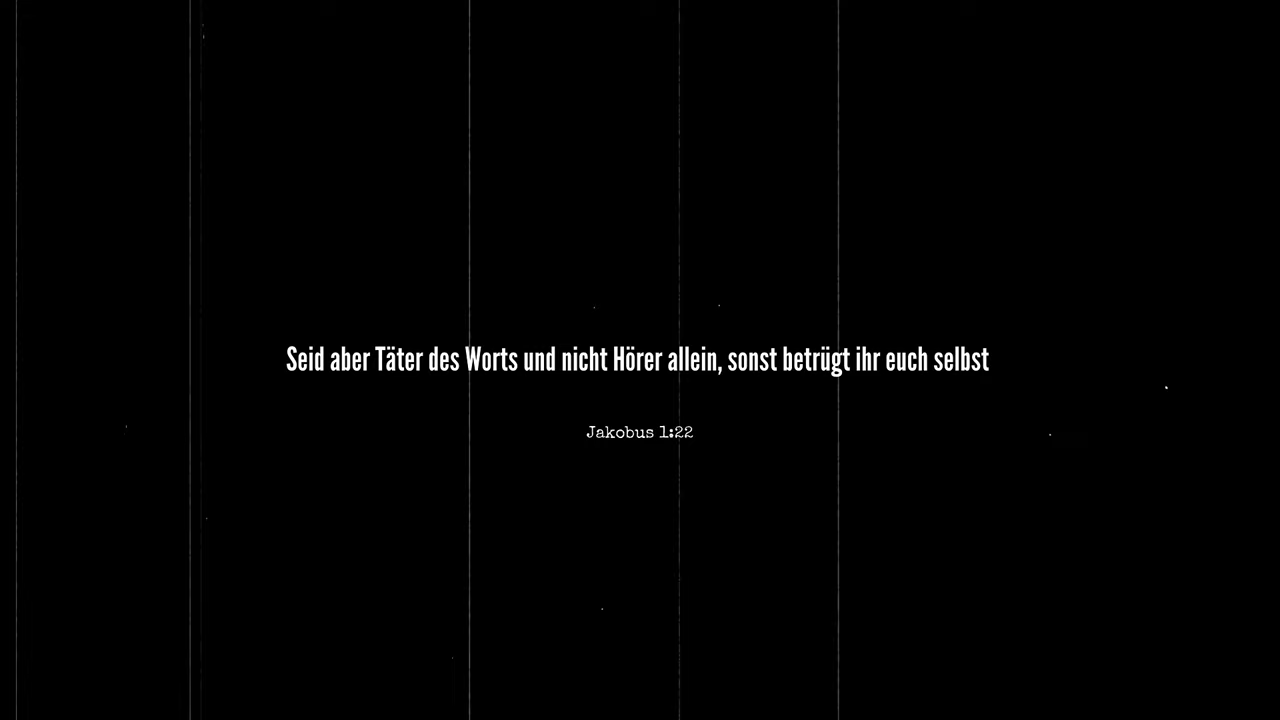 Seid aber Täter des Worts und nicht Hörer allein, sonst betrügt ihr euch selbst
Jakobus 1:22